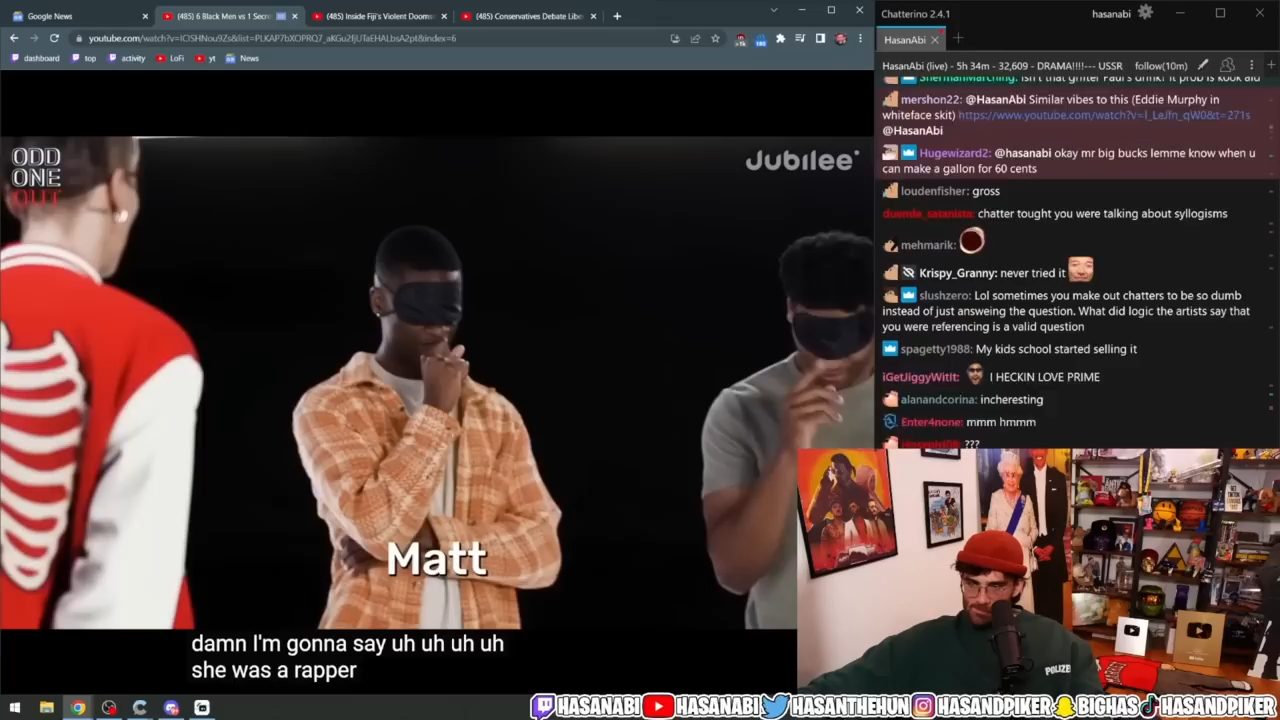 Google News
(485) 6 Black Men vs 1 Secre
(485) Inside Fiji's Violent Dooms
(485) Conservatives Debate Libe
dashboard
top
activity
LoFi
yt
News
ODD
ONE
OUT
Jubilee
Matt
damn I'm gonna say uh uh uh uh
she was a rapper
Chatterino 2.4.1
hasanabi
HasanAbi
HasanAbi (live) - 5h 34m - 32,609 - DRAMA!!!!--- USSR
follow(10m)
mershon22: @HasanAbi Similar vibes to this (Eddie Murphy in
whiteface skit)
@HasanAbi
Hugewizard2: @hasanabi okay mr big bucks lemme know when u
can make a gallon for 60 cents
loudenfisher: gross
duende_satanista: chatter tought you were talking about syllogisms
mehmarik:
Krispy_Granny: never tried it
slushzero: Lol sometimes you make out chatters to be so dumb
instead of just answeing the question. What did logic the artists say that
you were referencing is a valid question
spagetty1988: My kids school started selling it
iGetJiggyWitIt: I HECKIN LOVE PRIME
alanandcorina: incheresting
Enter4none: mmm hmmm
???
POLIZE
HASANABI
HASANABI
HASANTHEHUN
HASANDPIKER
BIGHAS
HASANDPIKER